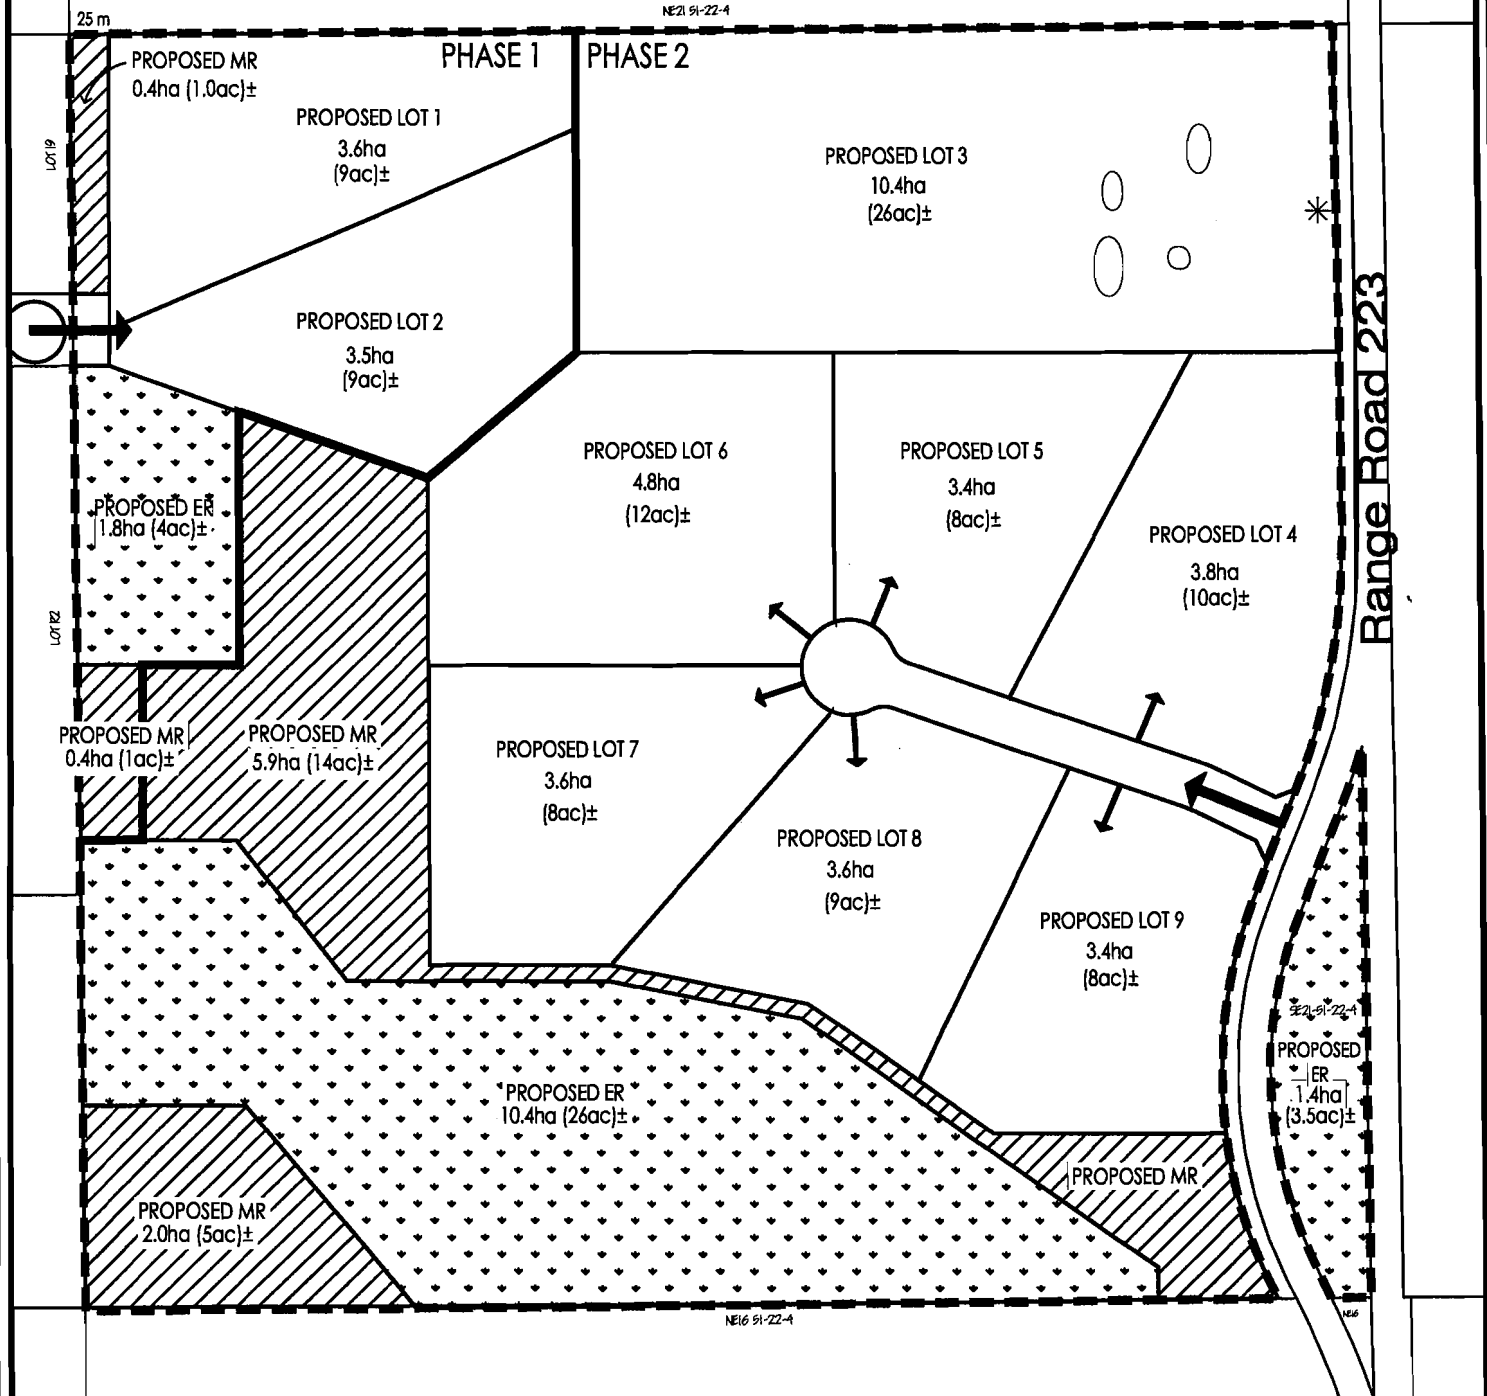 NE21 51-22-4
25 m
PHASE 1
PHASE 2
PROPOSED MR
0.4ha (1.0ac)±
PROPOSED LOT 1
3.6ha
(9ac)±
PROPOSED LOT 3
10.4ha
(26ac)±
LOT 19
PROPOSED LOT 2
3.5ha
(9ac)±
Range Road 223
PROPOSED LOT 6
4.8ha
(12ac)±
PROPOSED LOT 5
3.4ha
(8ac)±
PROPOSED LOT 4
3.8ha
(10ac)±
PROPOSED ER
1.8ha (4ac)±
LOT R2
PROPOSED MR
0.4ha (1ac)±
PROPOSED MR
5.9ha (14ac)±
PROPOSED LOT 7
3.6ha
(8ac)±
PROPOSED LOT 8
3.6ha
(9ac)±
PROPOSED LOT 9
3.4ha
(8ac)±
SE21-51-22-4
PROPOSED
ER
1.4ha
(3.5ac)±
PROPOSED ER
10.4ha (26ac)±
PROPOSED MR
PROPOSED MR
2.0ha (5ac)±
NE16 51-22-4
NE16